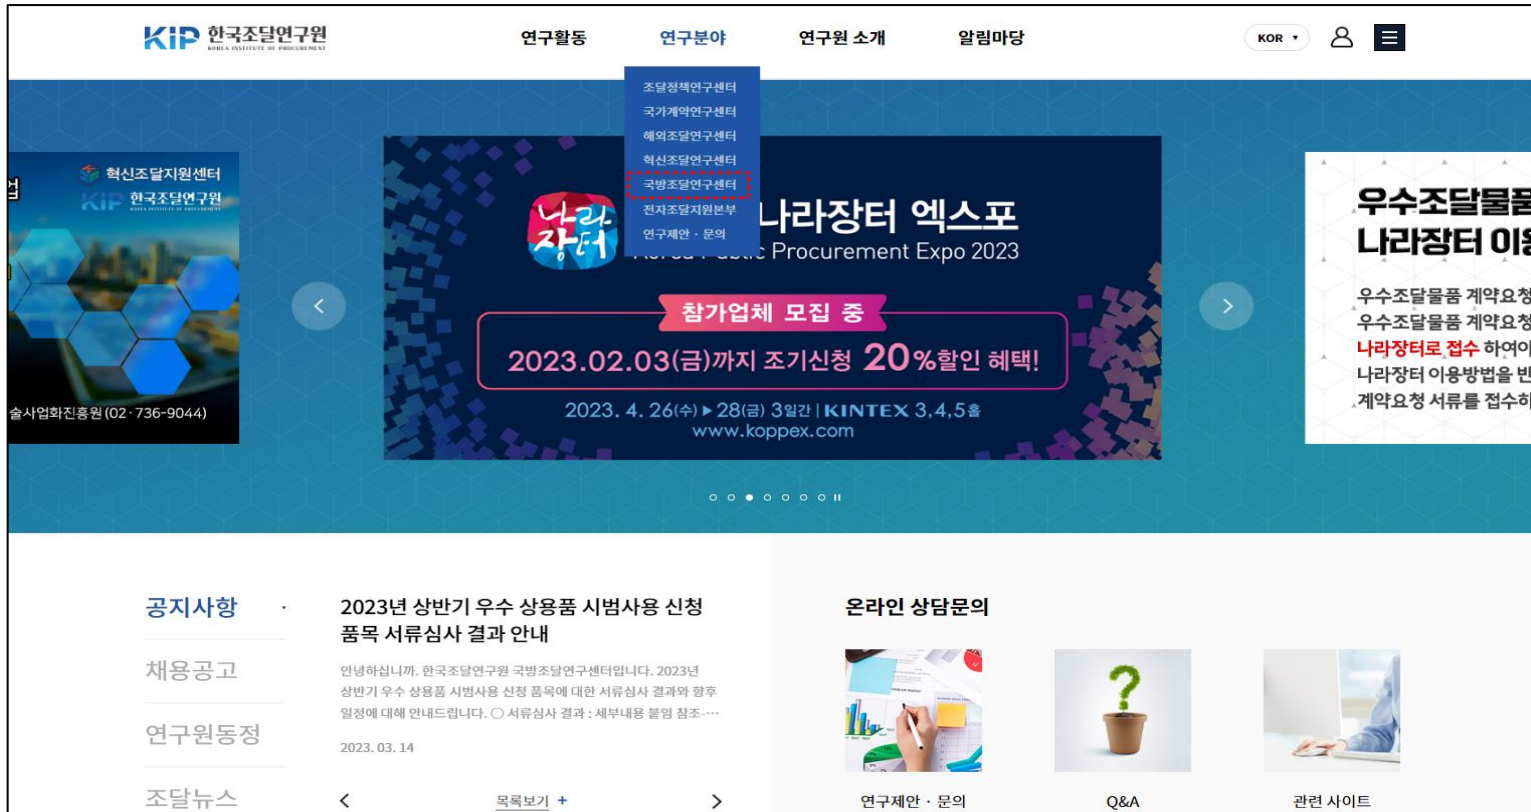 KIP 한국조달연구원
KOREA INSTITUTE OF PROCUREMENT
연구활동
연구분야
연구원 소개
알림마당
KOR
조달정책연구센터
국가계약연구센터
해외조달연구센터
혁신조달연구센터
국방조달연구센터
전자조달지원본부
연구제안 · 문의
업
혁신조달지원센터
KIP 한국조달연구원
술사업화진흥원(02·736-9044)
나라
장터
나라장터 엑스포
Procurement Expo 2023
참가업체 모집 중
2023.02.03(금)까지 조기신청 20%할인 혜택!
2023. 4. 26(수) ▸ 28(금) 3일간 | KINTEX 3,4,5홀
www.koppex.com
우수조달물품
나라장터 이용
우수조달물품 계약요청
우수조달물품 계약요청
나라장터로 접수 하여야
나라장터 이용방법을 반
계약요청 서류를 접수하
공지사항
채용공고
연구원동정
조달뉴스
2023년 상반기 우수 상용품 시범사용 신청
품목 서류심사 결과 안내
안녕하십니까. 한국조달연구원 국방조달연구센터입니다. 2023년
상반기 우수 상용품 시범사용 신청 품목에 대한 서류심사 결과와 향후
일정에 대해 안내드립니다. ○ 서류심사 결과 : 세부내용 붙임 참조-…
2023. 03. 14
목록보기 +
온라인 상담문의
연구제안 · 문의
Q&A
관련 사이트